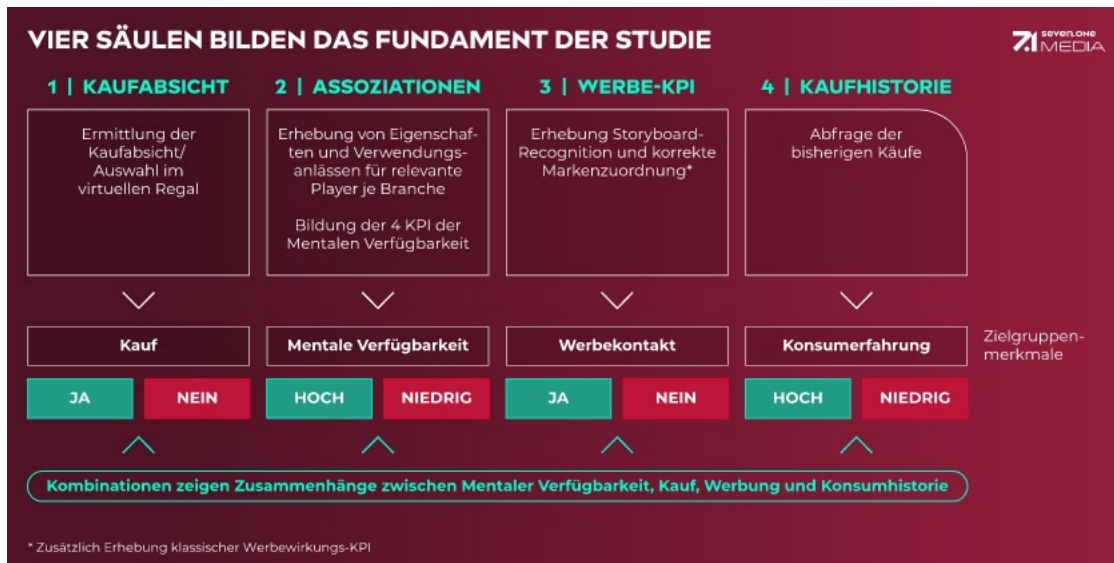 VIER SÄULEN BILDEN DAS FUNDAMENT DER STUDIE
7.1 seven.one
MEDIA
1 | KAUFABSICHT
Ermittlung der
Kaufabsicht/
Auswahl im
virtuellen Regal
2 | ASSOZIATIONEN
Erhebung von Eigenschaf-
ten und Verwendungs-
anlässen für relevante
Player je Branche
Bildung der 4 KPI der
Mentalen Verfügbarkeit
3 | WERBE-KPI
Erhebung Storyboard-
Recognition und korrekte
Markenzuordnung*
4 | KAUFHISTORIE
Abfrage der
bisherigen Käufe
Kauf
Mentale Verfügbarkeit
Werbekontakt
Konsumerfahrung
Zielgruppen-
merkmale
JA
NEIN
HOCH
NIEDRIG
JA
NEIN
HOCH
NIEDRIG
Kombinationen zeigen Zusammenhänge zwischen Mentaler Verfügbarkeit, Kauf, Werbung und Konsumhistorie
* Zusätzlich Erhebung klassischer Werbewirkungs-KPI